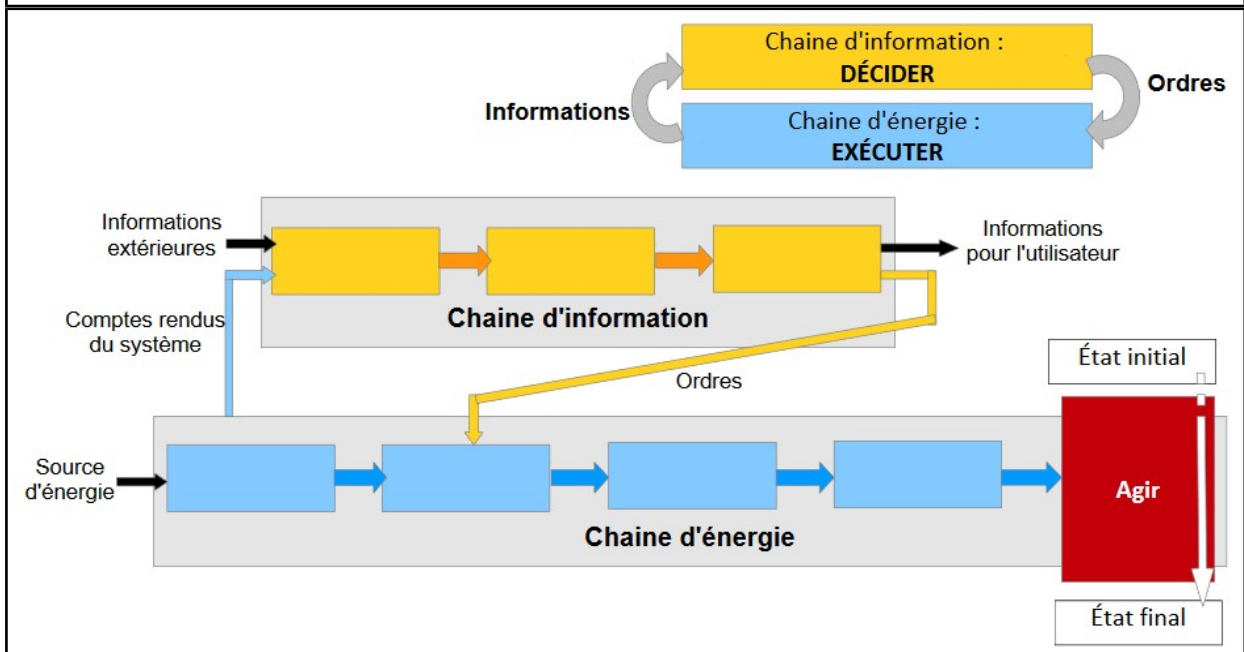 Chaine d'information :
DÉCIDER
Informations
Ordres
Chaine d'énergie :
EXÉCUTER
Informations
extérieures
Informations
pour l'utilisateur
Chaine d'information
Comptes rendus
du système
Ordres
État initial
Source
d'énergie
Agir
Chaine d'énergie
État final